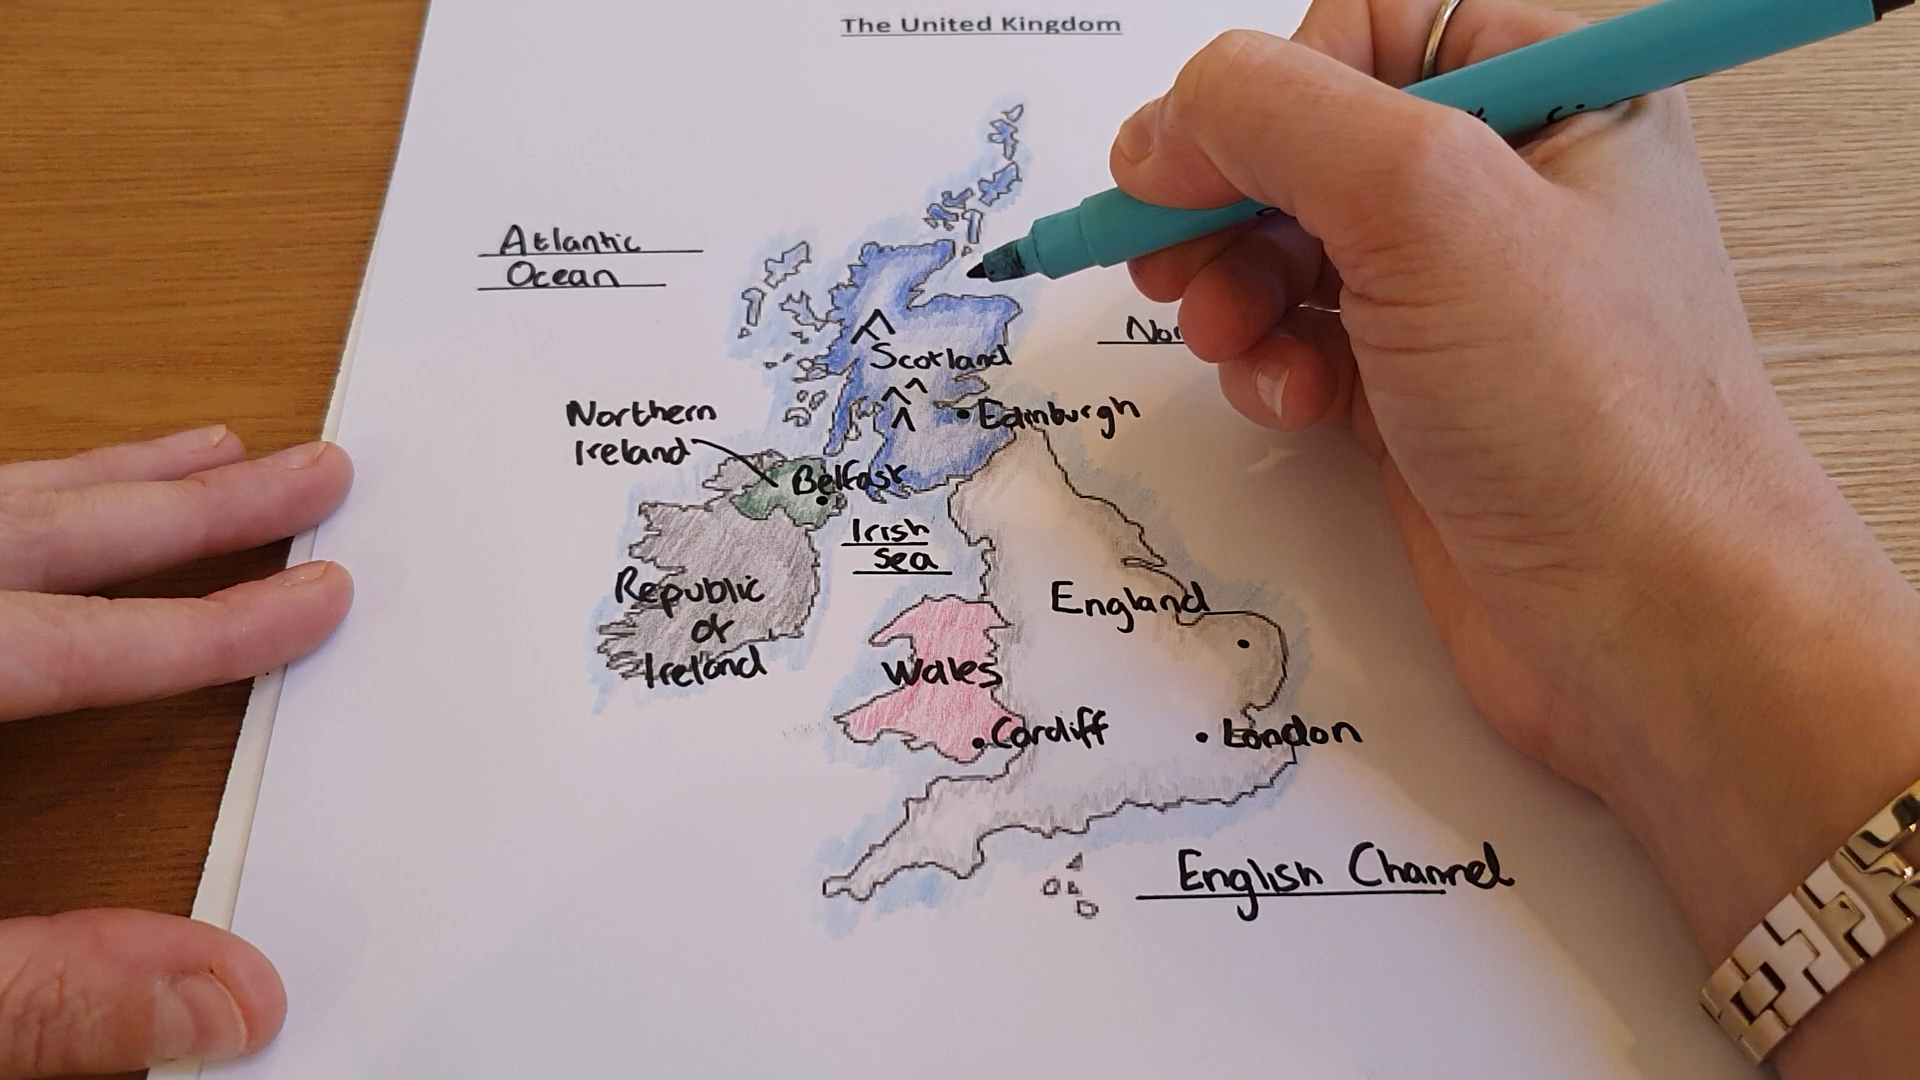 The United Kingdom
Atlantic
Ocean
Scotland
Northern
Ireland
Edinburgh
Belfast
Irish
Sea
Republic
of
Ireland
England
Wales
Cardiff
London
English Channel